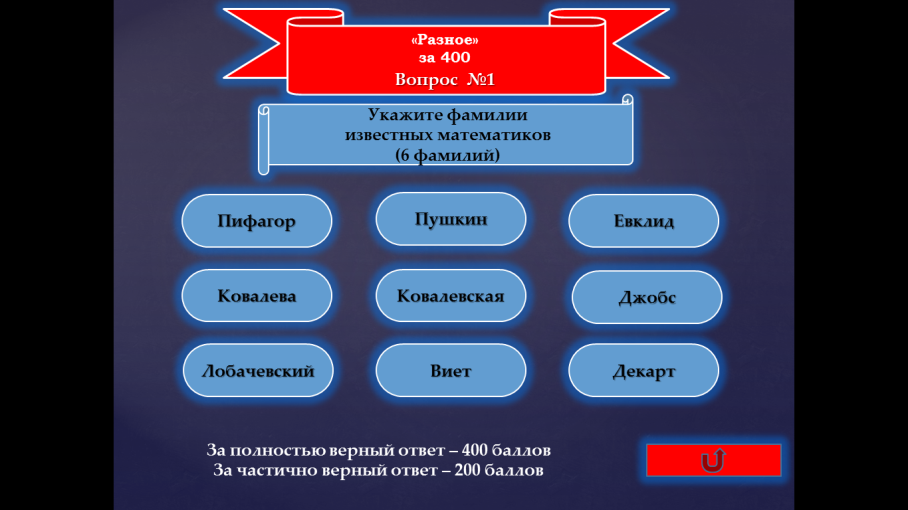 «Разное»
за 400
Вопрос №1
Укажите фамилии
известных математиков
(6 фамилий)
Пифагор
Пушкин
Евклид
Ковалева
Ковалевская
Джобс
Лобачевский
Виет
Декарт
За полностью верный ответ – 400 баллов
За частично верный ответ – 200 баллов